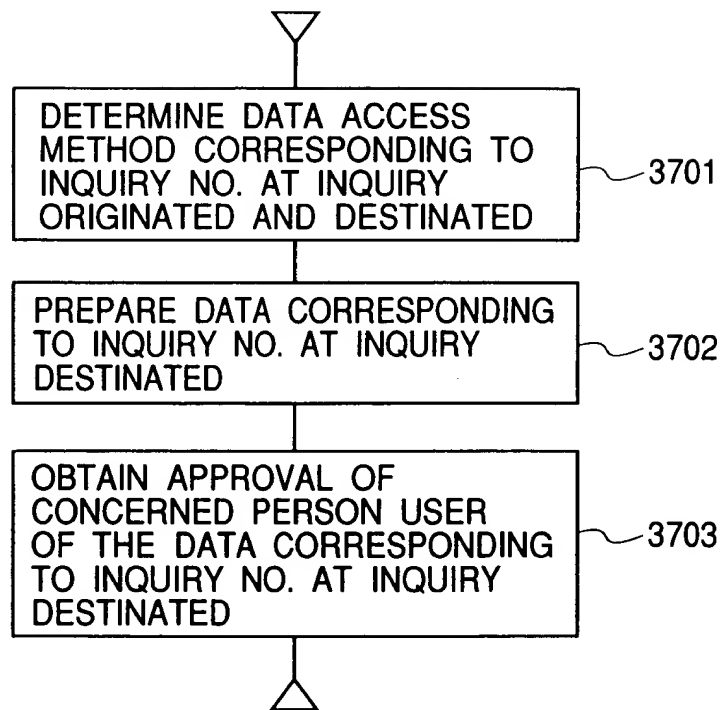 DETERMINE DATA ACCESS
METHOD CORRESPONDING TO
INQUIRY NO. AT INQUIRY
ORIGINATED AND DESTINATED
3701
PREPARE DATA CORRESPONDING
TO INQUIRY NO. AT INQUIRY
DESTINATED
3702
OBTAIN APPROVAL OF
CONCERNED PERSON USER
OF THE DATA CORRESPONDING
TO INQUIRY NO. AT INQUIRY
DESTINATED
3703